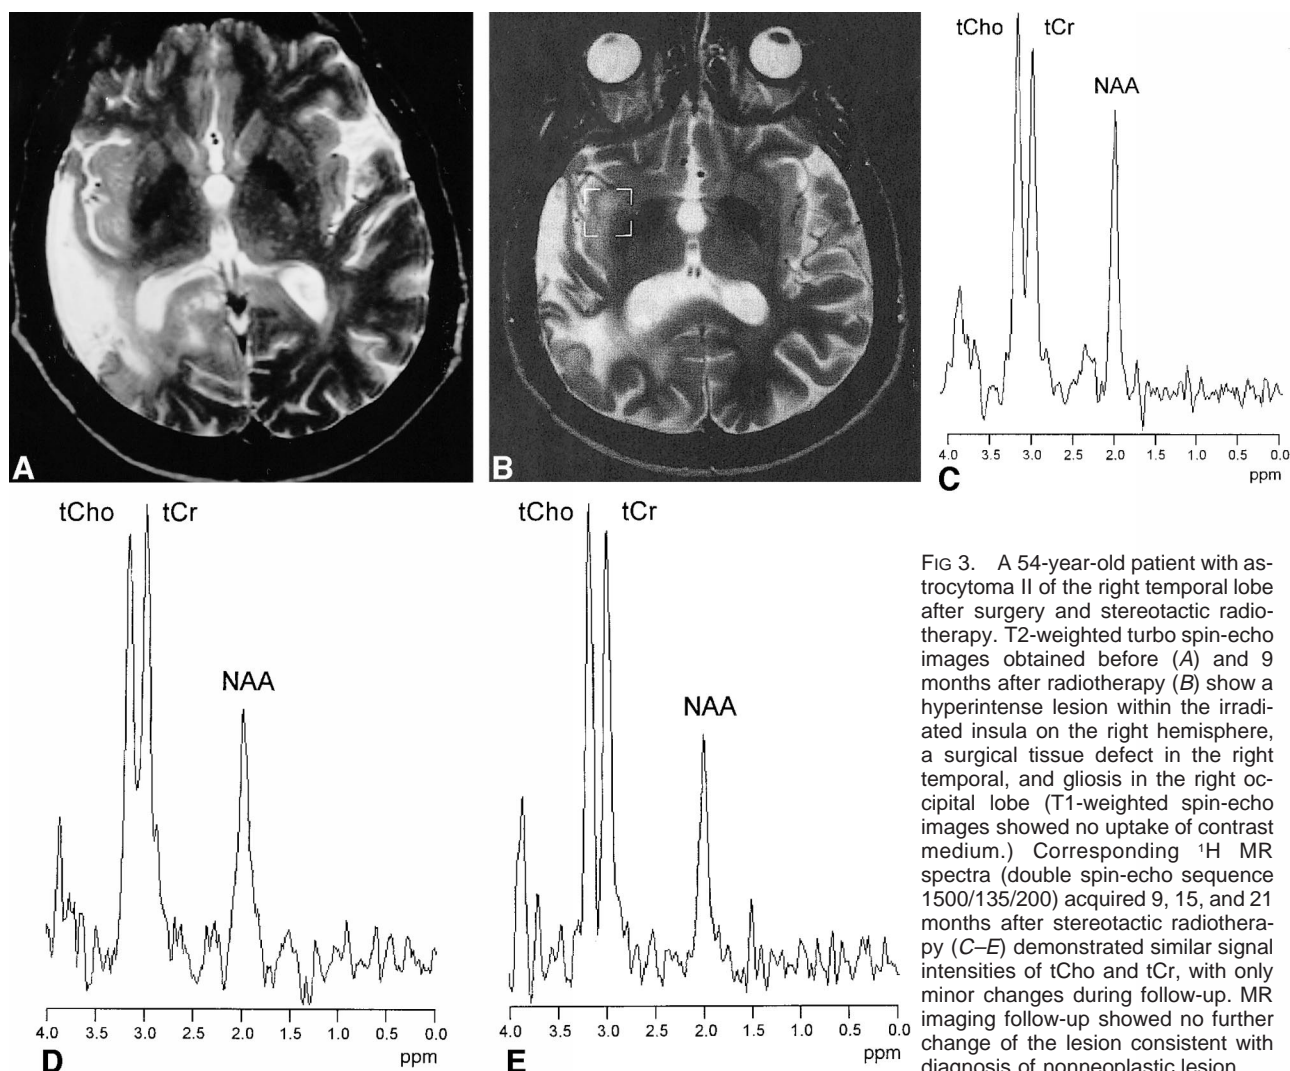 A
B
tCho tCr
NAA
4.0 3.5 3.0 2.5 2.0 1.5 1.0 0.5 0.0
ppm
C
tCho tCr
NAA
4.0 3.5 3.0 2.5 2.0 1.5 1.0 0.5 0.0
ppm
D
tCho tCr
NAA
4.0 3.5 3.0 2.5 2.0 1.5 1.0 0.5 0.0
ppm
E
FIG 3. A 54-year-old patient with as-
trocytoma II of the right temporal lobe
after surgery and stereotactic radio-
therapy. T2-weighted turbo spin-echo
images obtained before (A) and 9
months after radiotherapy (B) show a
hyperintense lesion within the irradi-
ated insula on the right hemisphere,
a surgical tissue defect in the right
temporal, and gliosis in the right oc-
cipital lobe (T1-weighted spin-echo
images showed no uptake of contrast
medium.) Corresponding ¹H MR
spectra (double spin-echo sequence
1500/135/200) acquired 9, 15, and 21
months after stereotactic radiothera-
py (C–E) demonstrated similar signal
intensities of tCho and tCr, with only
minor changes during follow-up. MR
imaging follow-up showed no further
change of the lesion consistent with
diagnosis of nonneoplastic lesion